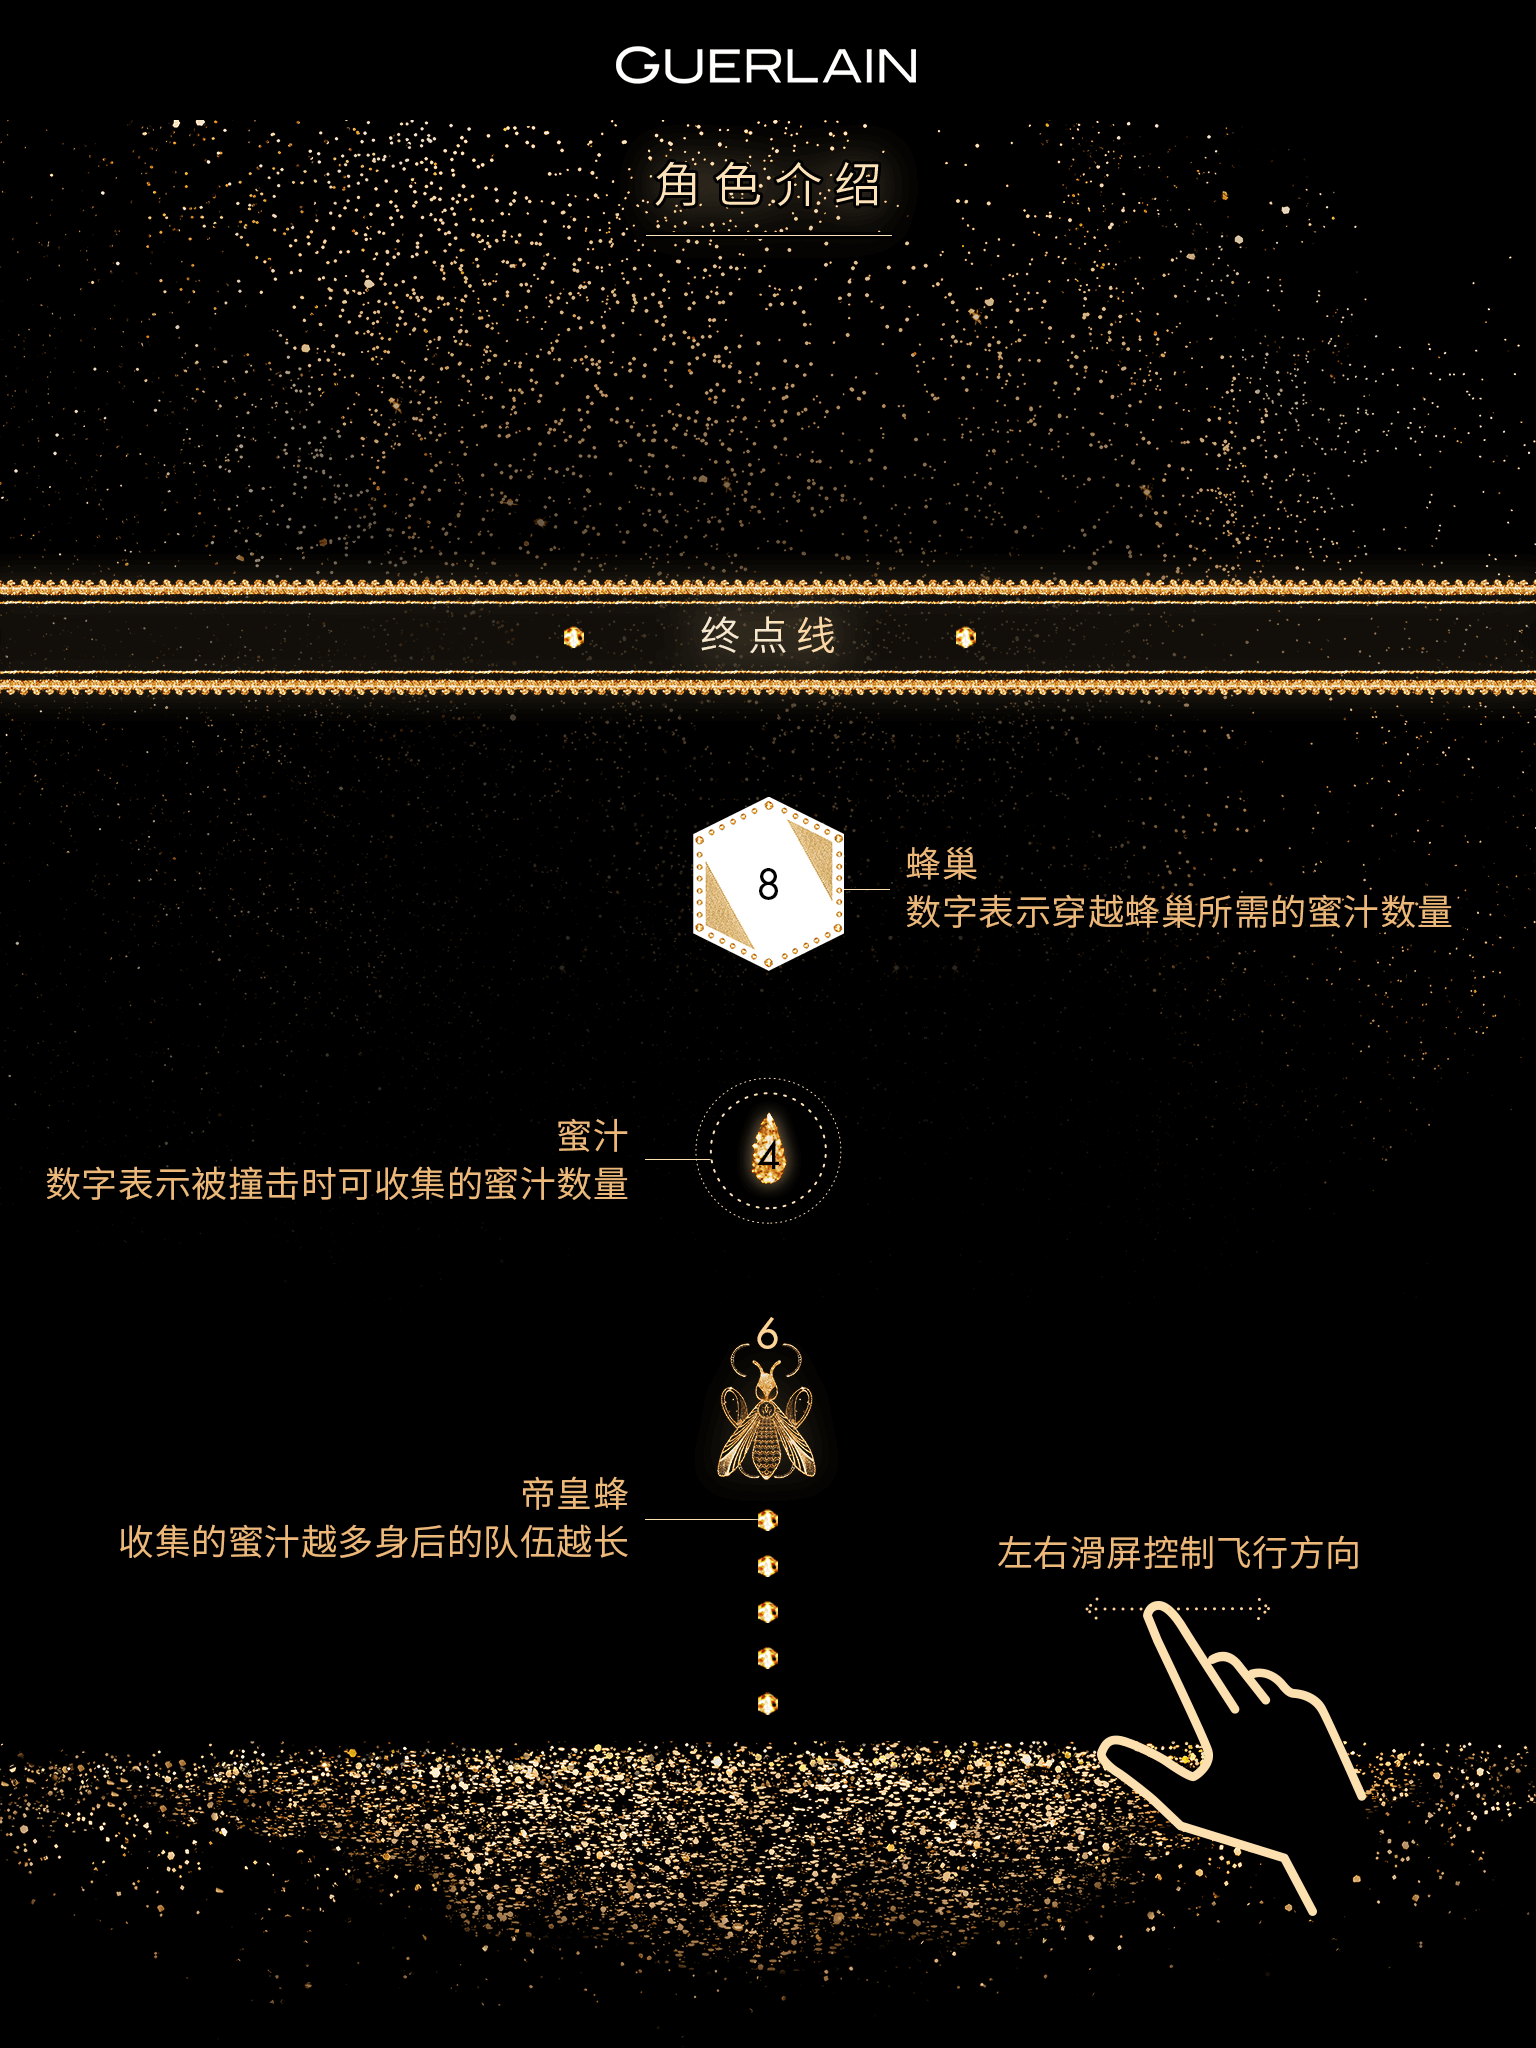 GUERLAIN
角色介绍
终点线
8
蜂巢
数字表示穿越蜂巢所需的蜜汁数量
蜜汁
数字表示被撞击时可收集的蜜汁数量
4
6
帝皇蜂
收集的蜜汁越多身后的队伍越长
左右滑屏控制飞行方向